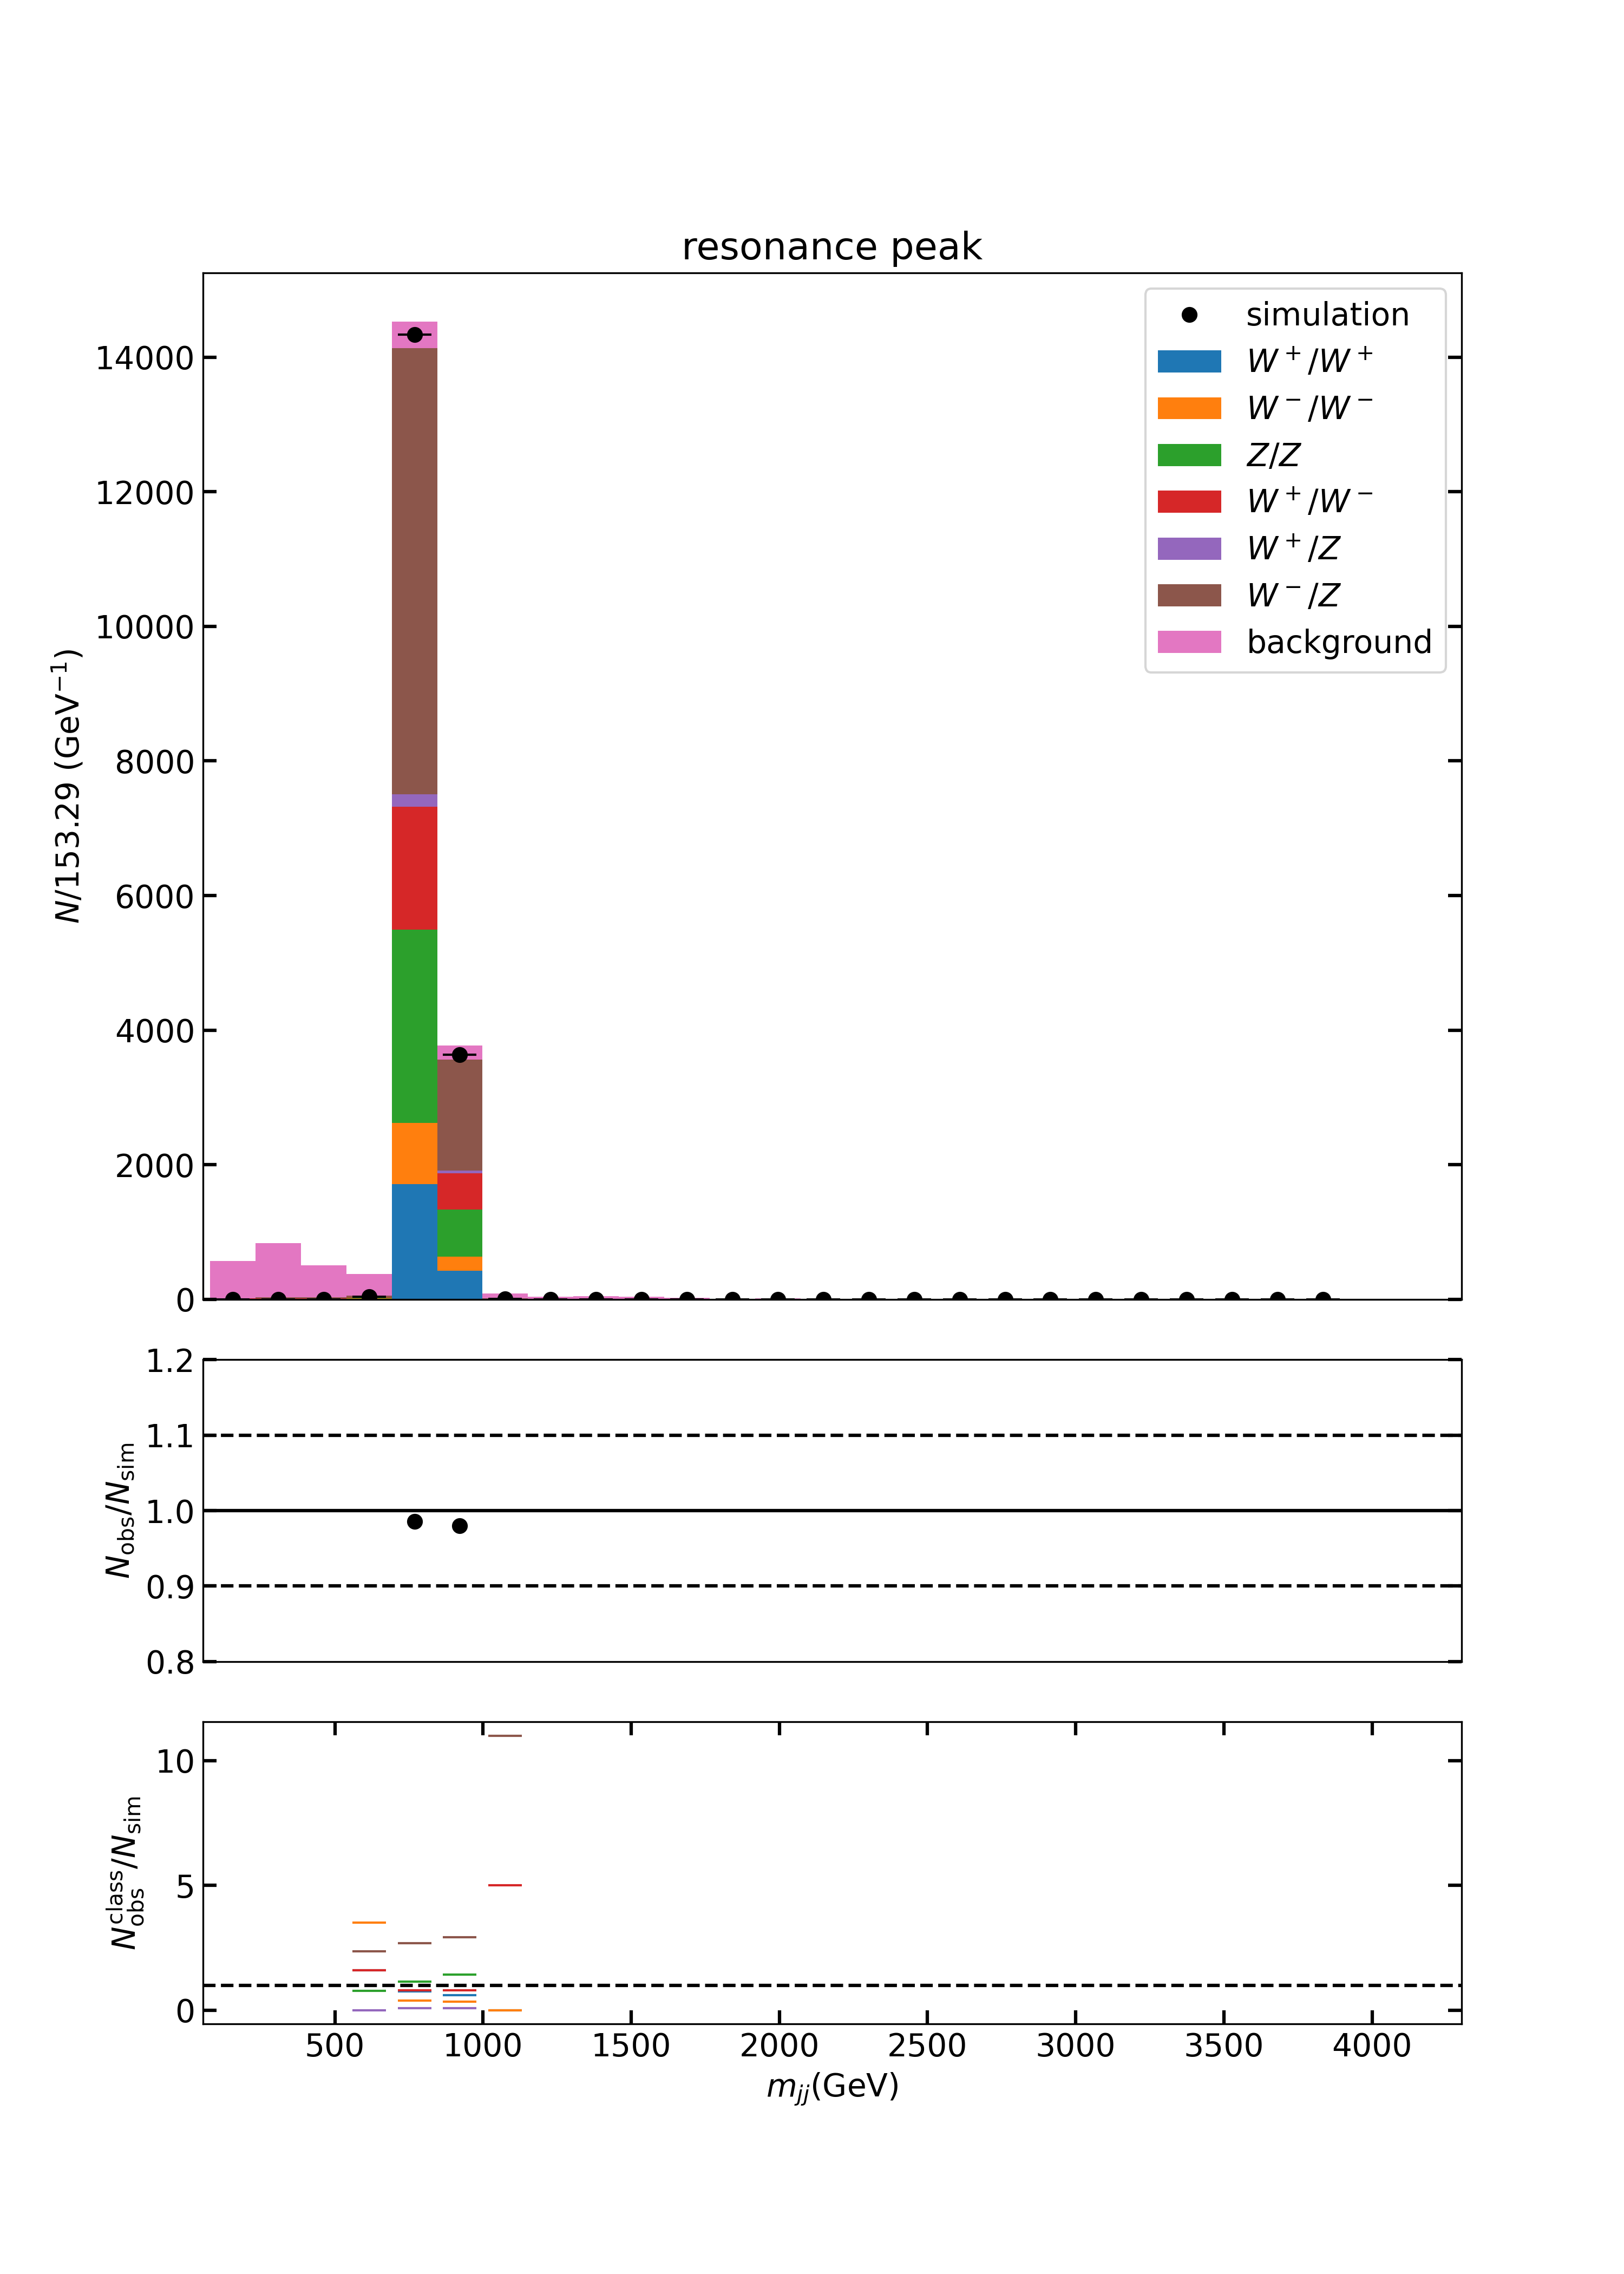 resonance peak
14000
12000
10000
8000
6000
4000
2000
0
N/153.29 (GeV⁻¹)
simulation
W⁺/W⁺
W⁻/W⁻
Z/Z
W⁺/W⁻
W⁺/Z
W⁻/Z
background
1.2
1.1
1.0
0.9
0.8
N_obs/N_sim
10
5
0
N_obs^class/N_sim
500 1000 1500 2000 2500 3000 3500 4000
m_jj(GeV)